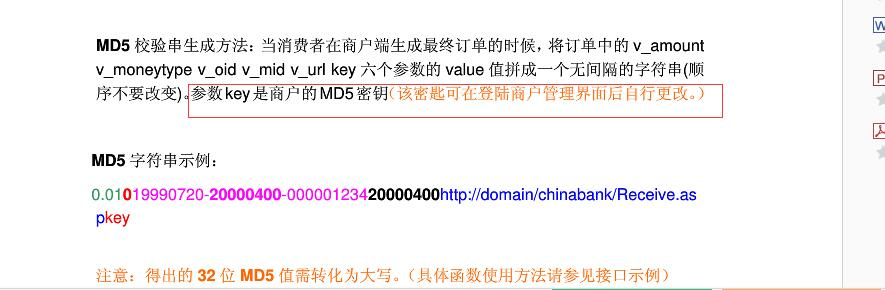 MD5 校验串生成方法：当消费者在商户端生成最终订单的时候，将订单中的 v_amount
v_moneytype v_oid v_mid v_url key 六个参数的 value 值拼成一个无间隔的字符串(顺
序不要改变)。参数 key 是商户的 MD5 密钥（该密匙可在登陆商户管理界面后自行更改。）
MD5 字符串示例：
0.01019990720-20000400-00000123420000400http://domain/chinabank/Receive.as
pkey
注意：得出的 32 位 MD5 值需转化为大写。（具体函数使用方法请参见接口示例）
W
P